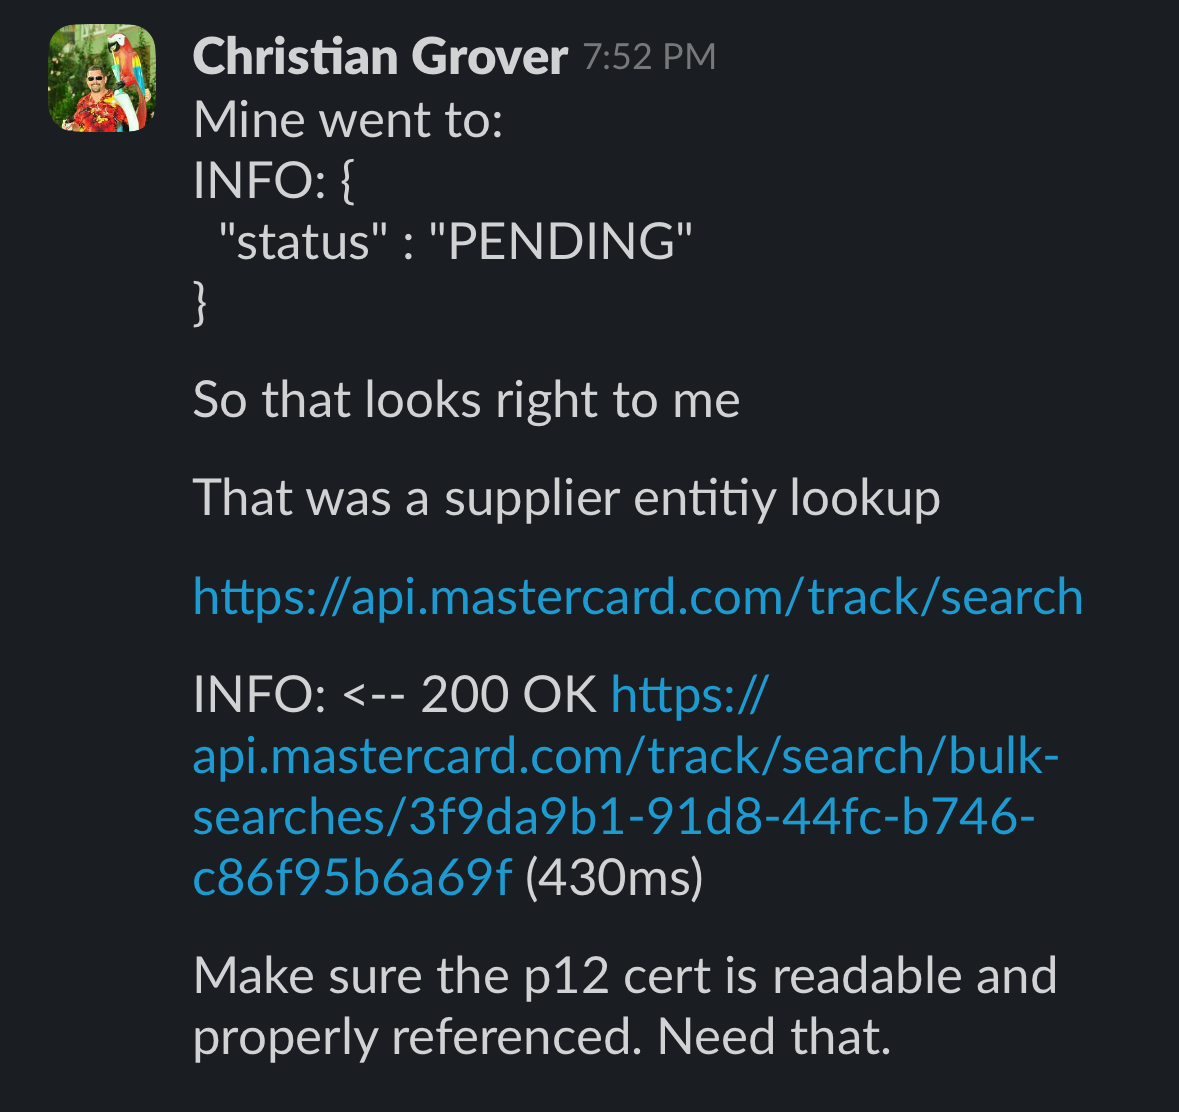 Christian Grover 7:52 PM
Mine went to:
INFO: {
"status" : "PENDING"
}
So that looks right to me
That was a supplier entitiy lookup
https://api.mastercard.com/track/search
INFO: <-- 200 OK https://
api.mastercard.com/track/search/bulk-
searches/3f9da9b1-91d8-44fc-b746-
c86f95b6a69f (430ms)
Make sure the p12 cert is readable and
properly referenced. Need that.